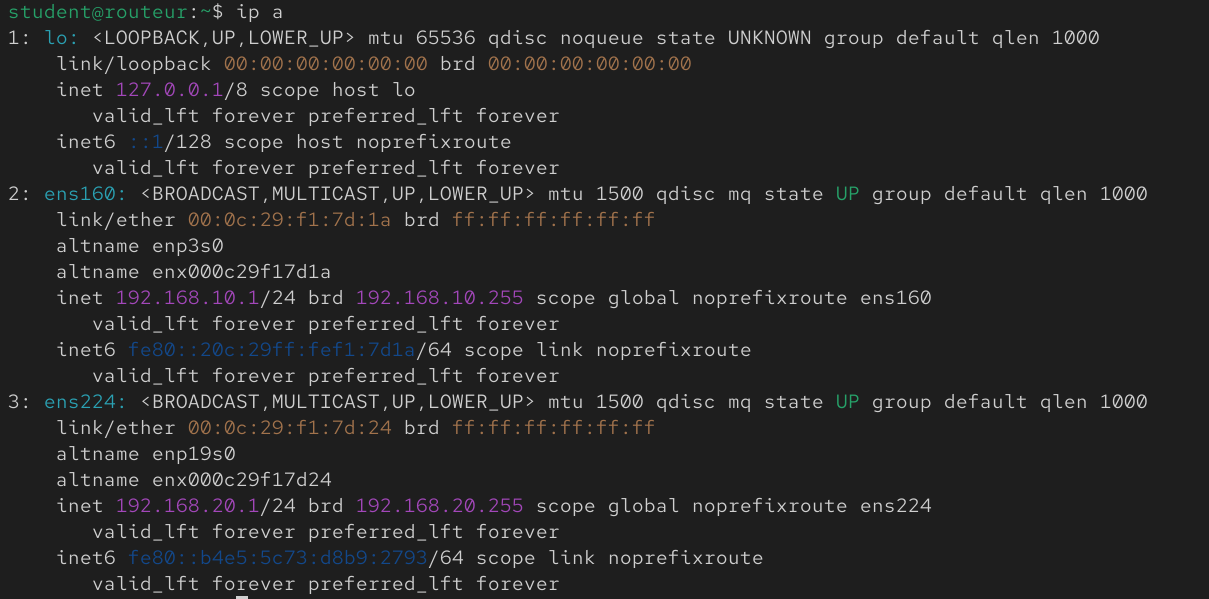 student@routeur:~$ ip a
1: lo: <LOOPBACK,UP,LOWER_UP> mtu 65536 qdisc noqueue state UNKNOWN group default qlen 1000
    link/loopback 00:00:00:00:00:00 brd 00:00:00:00:00:00
    inet 127.0.0.1/8 scope host lo
       valid_lft forever preferred_lft forever
    inet6 ::1/128 scope host noprefixroute
       valid_lft forever preferred_lft forever
2: ens160: <BROADCAST,MULTICAST,UP,LOWER_UP> mtu 1500 qdisc mq state UP group default qlen 1000
    link/ether 00:0c:29:f1:7d:1a brd ff:ff:ff:ff:ff:ff
    altname enp3s0
    altname enx000c29f17d1a
    inet 192.168.10.1/24 brd 192.168.10.255 scope global noprefixroute ens160
       valid_lft forever preferred_lft forever
    inet6 fe80::20c:29ff:fef1:7d1a/64 scope link noprefixroute
       valid_lft forever preferred_lft forever
3: ens224: <BROADCAST,MULTICAST,UP,LOWER_UP> mtu 1500 qdisc mq state UP group default qlen 1000
    link/ether 00:0c:29:f1:7d:24 brd ff:ff:ff:ff:ff:ff
    altname enp19s0
    altname enx000c29f17d24
    inet 192.168.20.1/24 brd 192.168.20.255 scope global noprefixroute ens224
       valid_lft forever preferred_lft forever
    inet6 fe80::b4e5:5c73:d8b9:2793/64 scope link noprefixroute
       valid_lft forever preferred_lft forever